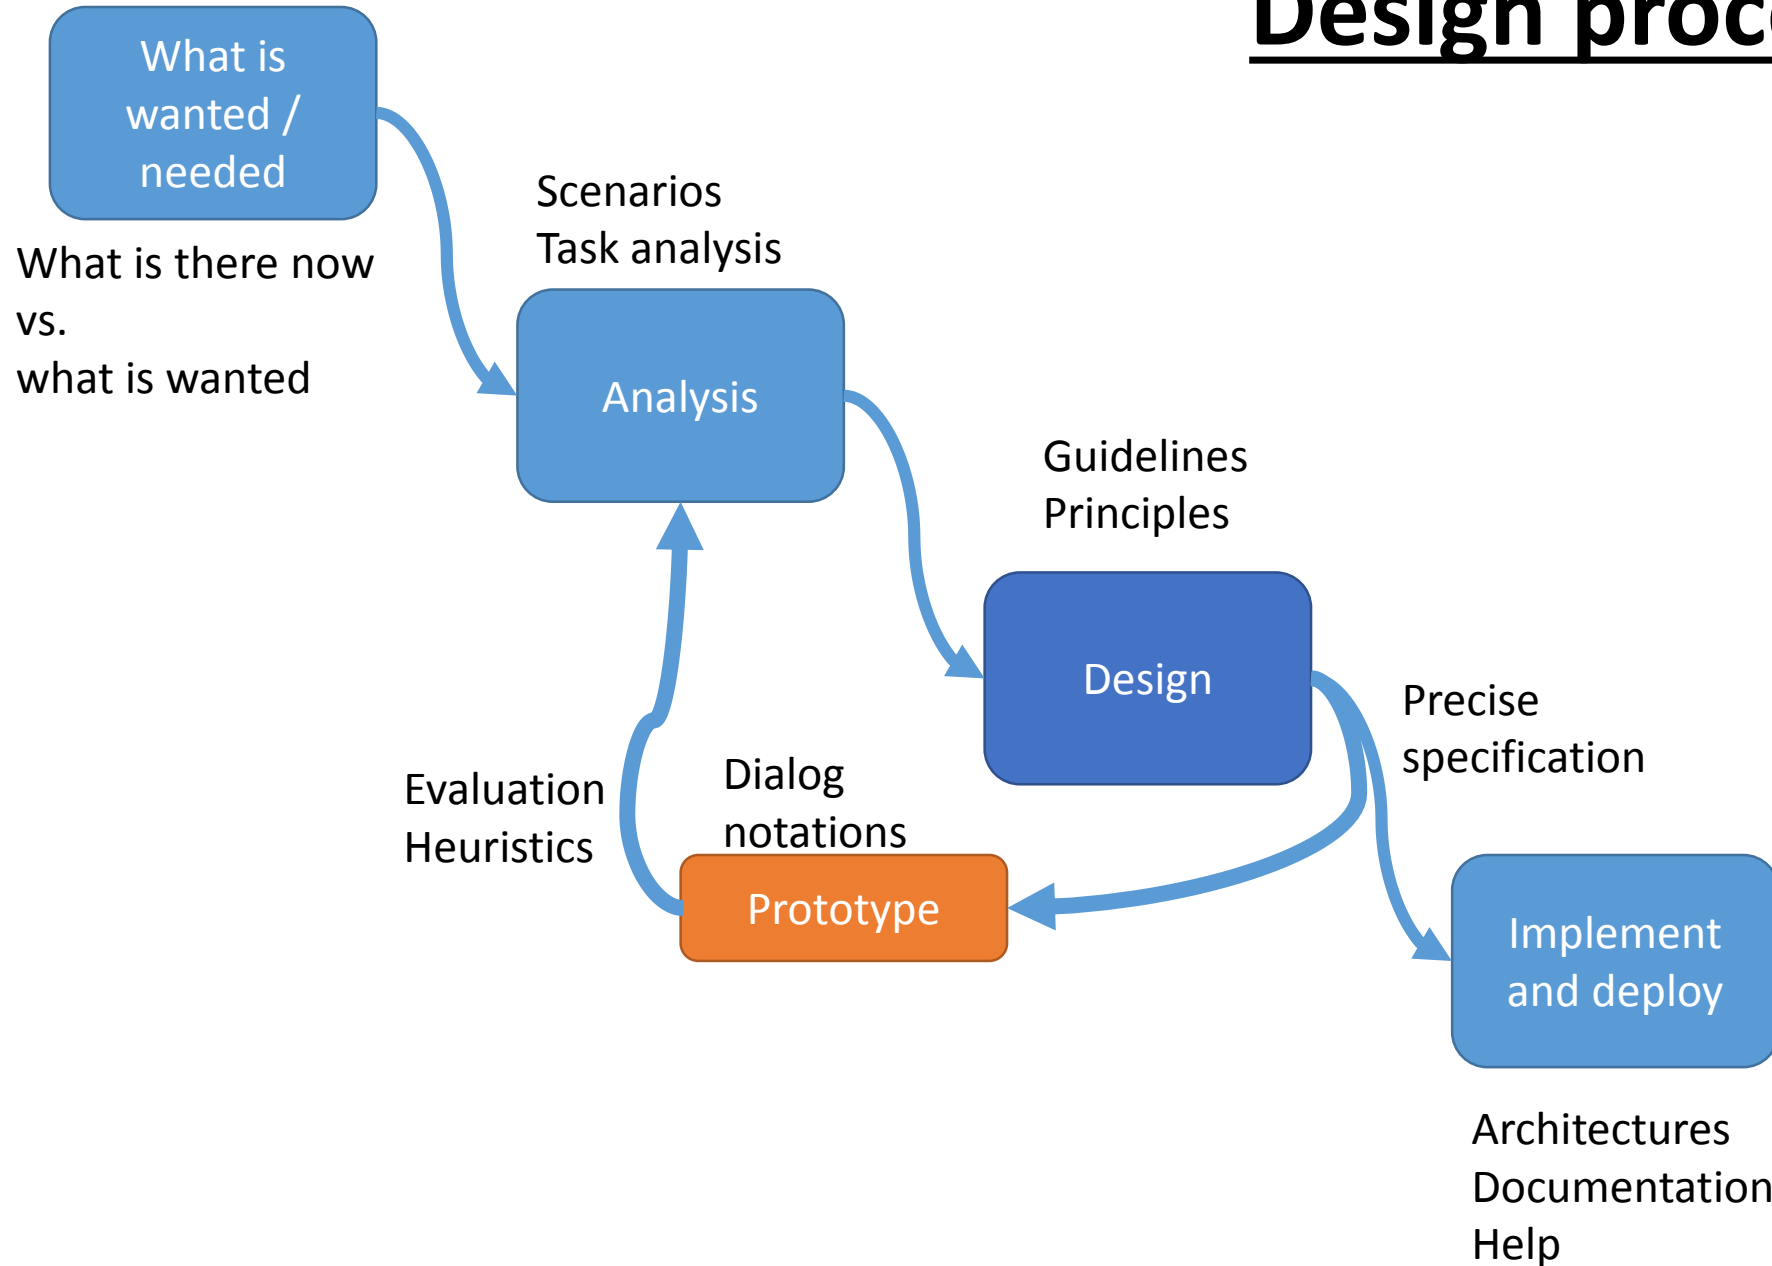 Design proc
What is
wanted /
needed
What is there now
vs.
what is wanted
Scenarios
Task analysis
Analysis
Guidelines
Principles
Design
Precise
specification
Evaluation
Heuristics
Dialog
notations
Prototype
Implement
and deploy
Architectures
Documentation
Help